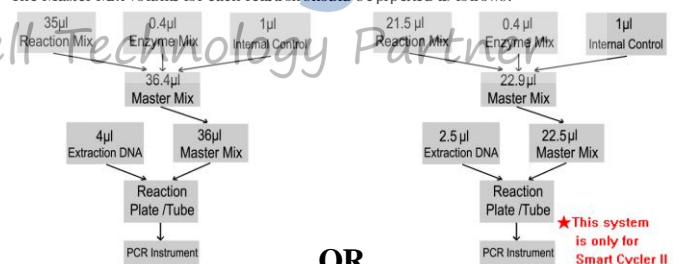 35µl 0.4µl 1µl 21.5 µl 0.4 µl 1µl
Reaction Mix Enzyme Mix Internal Control Reaction Mix Enzyme Mix Internal Control
ell Technology Partner
36.4µl 22.9µl
Master Mix Master Mix
4µl 36µl 2.5 µl 22.5µl
Extraction DNA Master Mix Extraction DNA Master Mix
Reaction Reaction
Plate /Tube Plate /Tube
★This system
is only for
PCR Instrument OR PCR Instrument Smart Cycler II